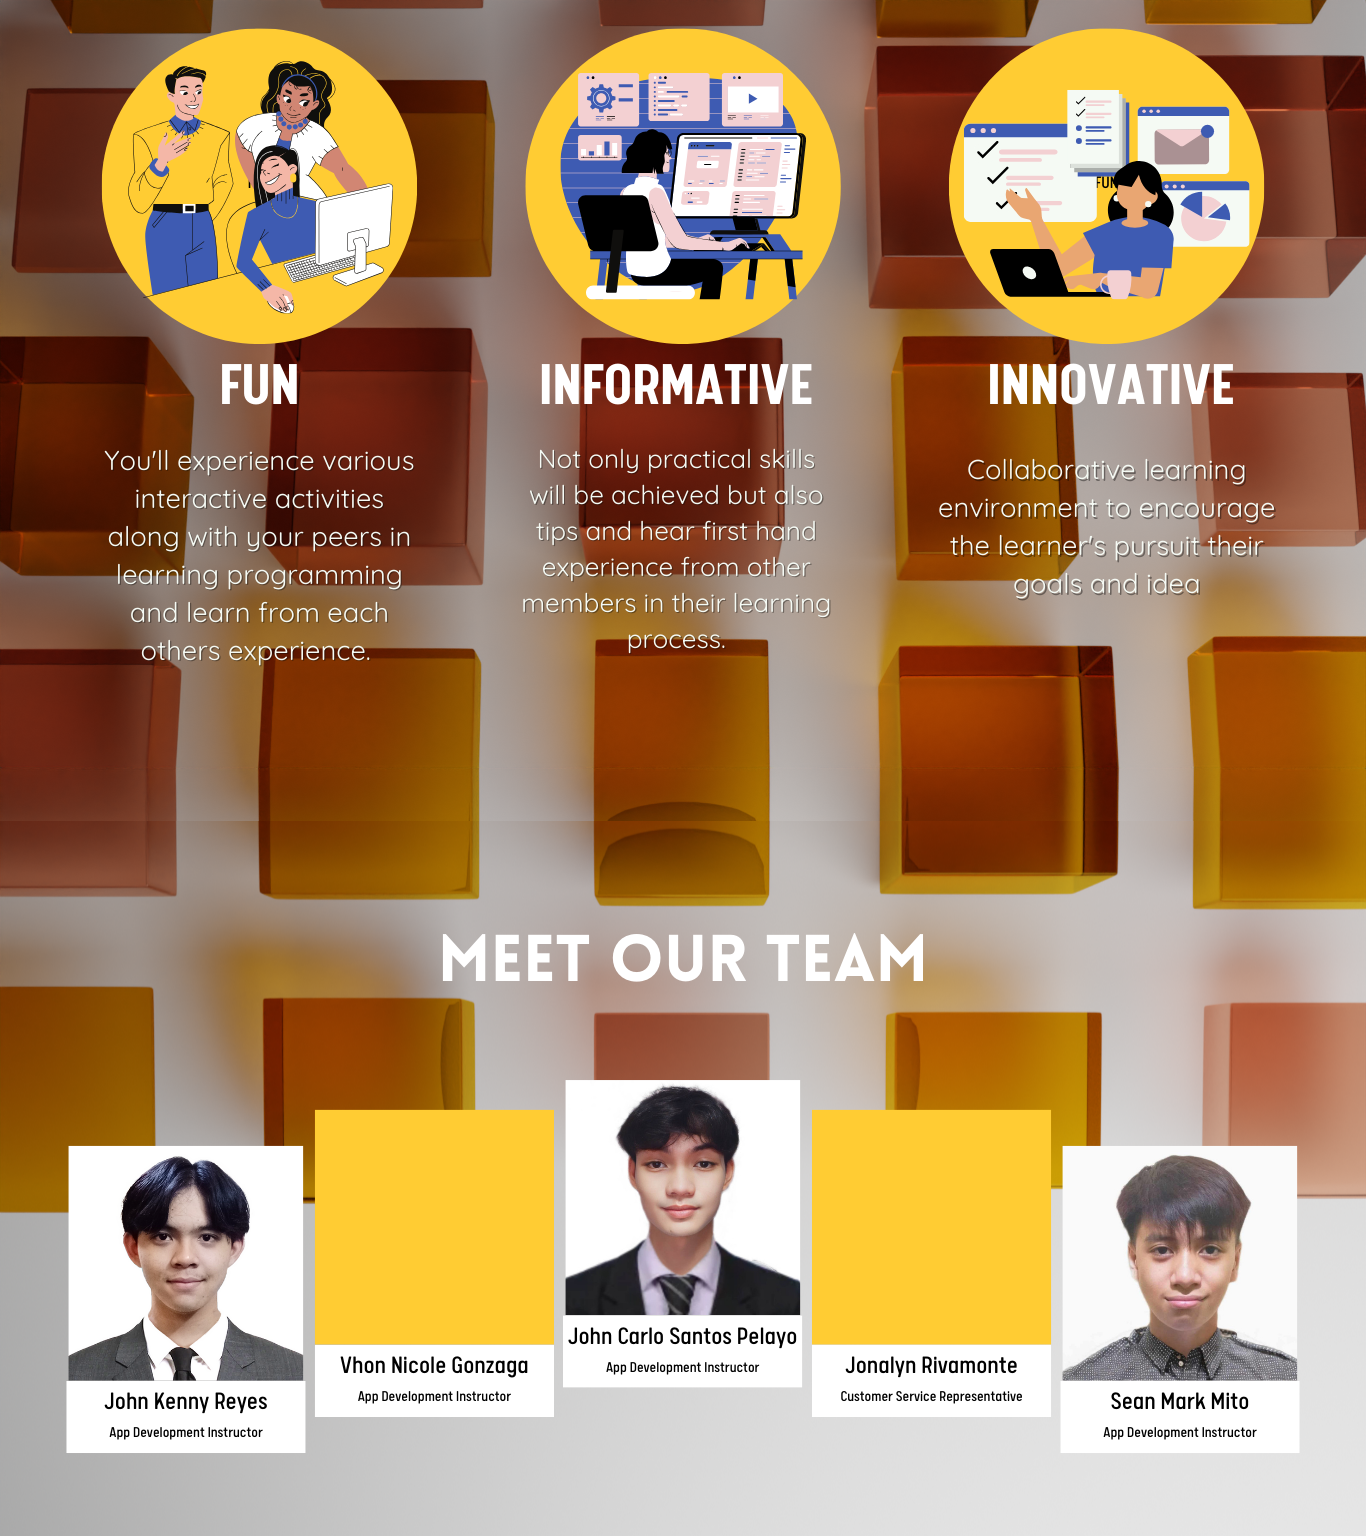 FUN
FUN
INFORMATIVE
INNOVATIVE
You'll experience various
interactive activities
along with your peers in
learning programming
and learn from each
others experience.
Not only practical skills
will be achieved but also
tips and hear first hand
experience from other
members in their learning
process.
Collaborative learning
environment to encourage
the learner's pursuit their
goals and idea
MEET OUR TEAM
John Kenny Reyes
App Development Instructor
Vhon Nicole Gonzaga
App Development Instructor
John Carlo Santos Pelayo
App Development Instructor
Jonalyn Rivamonte
Customer Service Representative
Sean Mark Mito
App Development Instructor